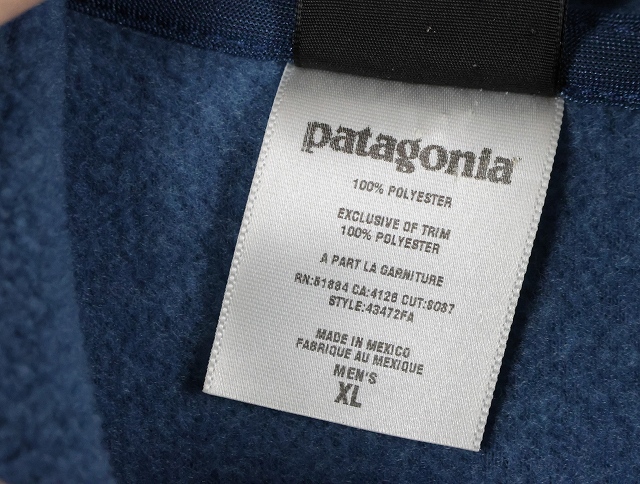 patagonia
100% POLYESTER
EXCLUSIVE OF TRIM
100% POLYESTER
A PART LA GARNITURE
RN:51884 CA:4126 CUT:8087
STYLE:43472FA
MADE IN MEXICO
FABRIQUE AU MEXIQUE
MEN'S
XL